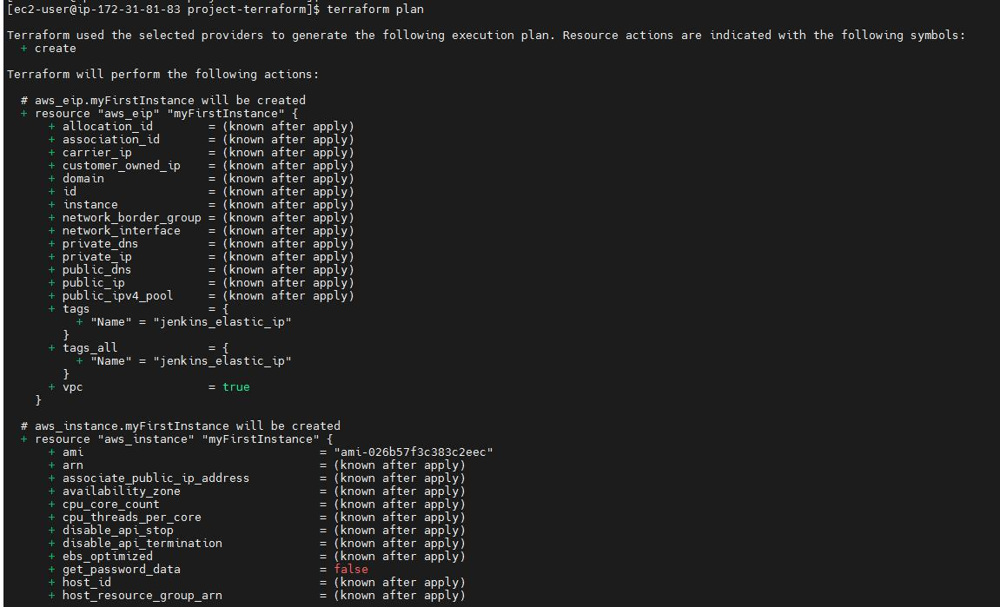 [ec2-user@ip-172-31-81-83 project-terraform]$ terraform plan
Terraform used the selected providers to generate the following execution plan. Resource actions are indicated with the following symbols:
  + create
Terraform will perform the following actions:
  # aws_eip.myFirstInstance will be created
  + resource "aws_eip" "myFirstInstance" {
      + allocation_id        = (known after apply)
      + association_id       = (known after apply)
      + carrier_ip           = (known after apply)
      + customer_owned_ip    = (known after apply)
      + domain               = (known after apply)
      + id                   = (known after apply)
      + instance             = (known after apply)
      + network_border_group = (known after apply)
      + network_interface    = (known after apply)
      + private_dns          = (known after apply)
      + private_ip           = (known after apply)
      + public_dns           = (known after apply)
      + public_ip            = (known after apply)
      + public_ipv4_pool     = (known after apply)
      + tags                 = {
          + "Name" = "jenkins_elastic_ip"
        }
      + tags_all             = {
          + "Name" = "jenkins_elastic_ip"
        }
      + vpc                  = true
    }
  # aws_instance.myFirstInstance will be created
  + resource "aws_instance" "myFirstInstance" {
      + ami                                  = "ami-026b57f3c383c2eec"
      + arn                                  = (known after apply)
      + associate_public_ip_address          = (known after apply)
      + availability_zone                    = (known after apply)
      + cpu_core_count                       = (known after apply)
      + cpu_threads_per_core                 = (known after apply)
      + disable_api_stop                     = (known after apply)
      + disable_api_termination              = (known after apply)
      + ebs_optimized                        = (known after apply)
      + get_password_data                    = false
      + host_id                              = (known after apply)
      + host_resource_group_arn              = (known after apply)